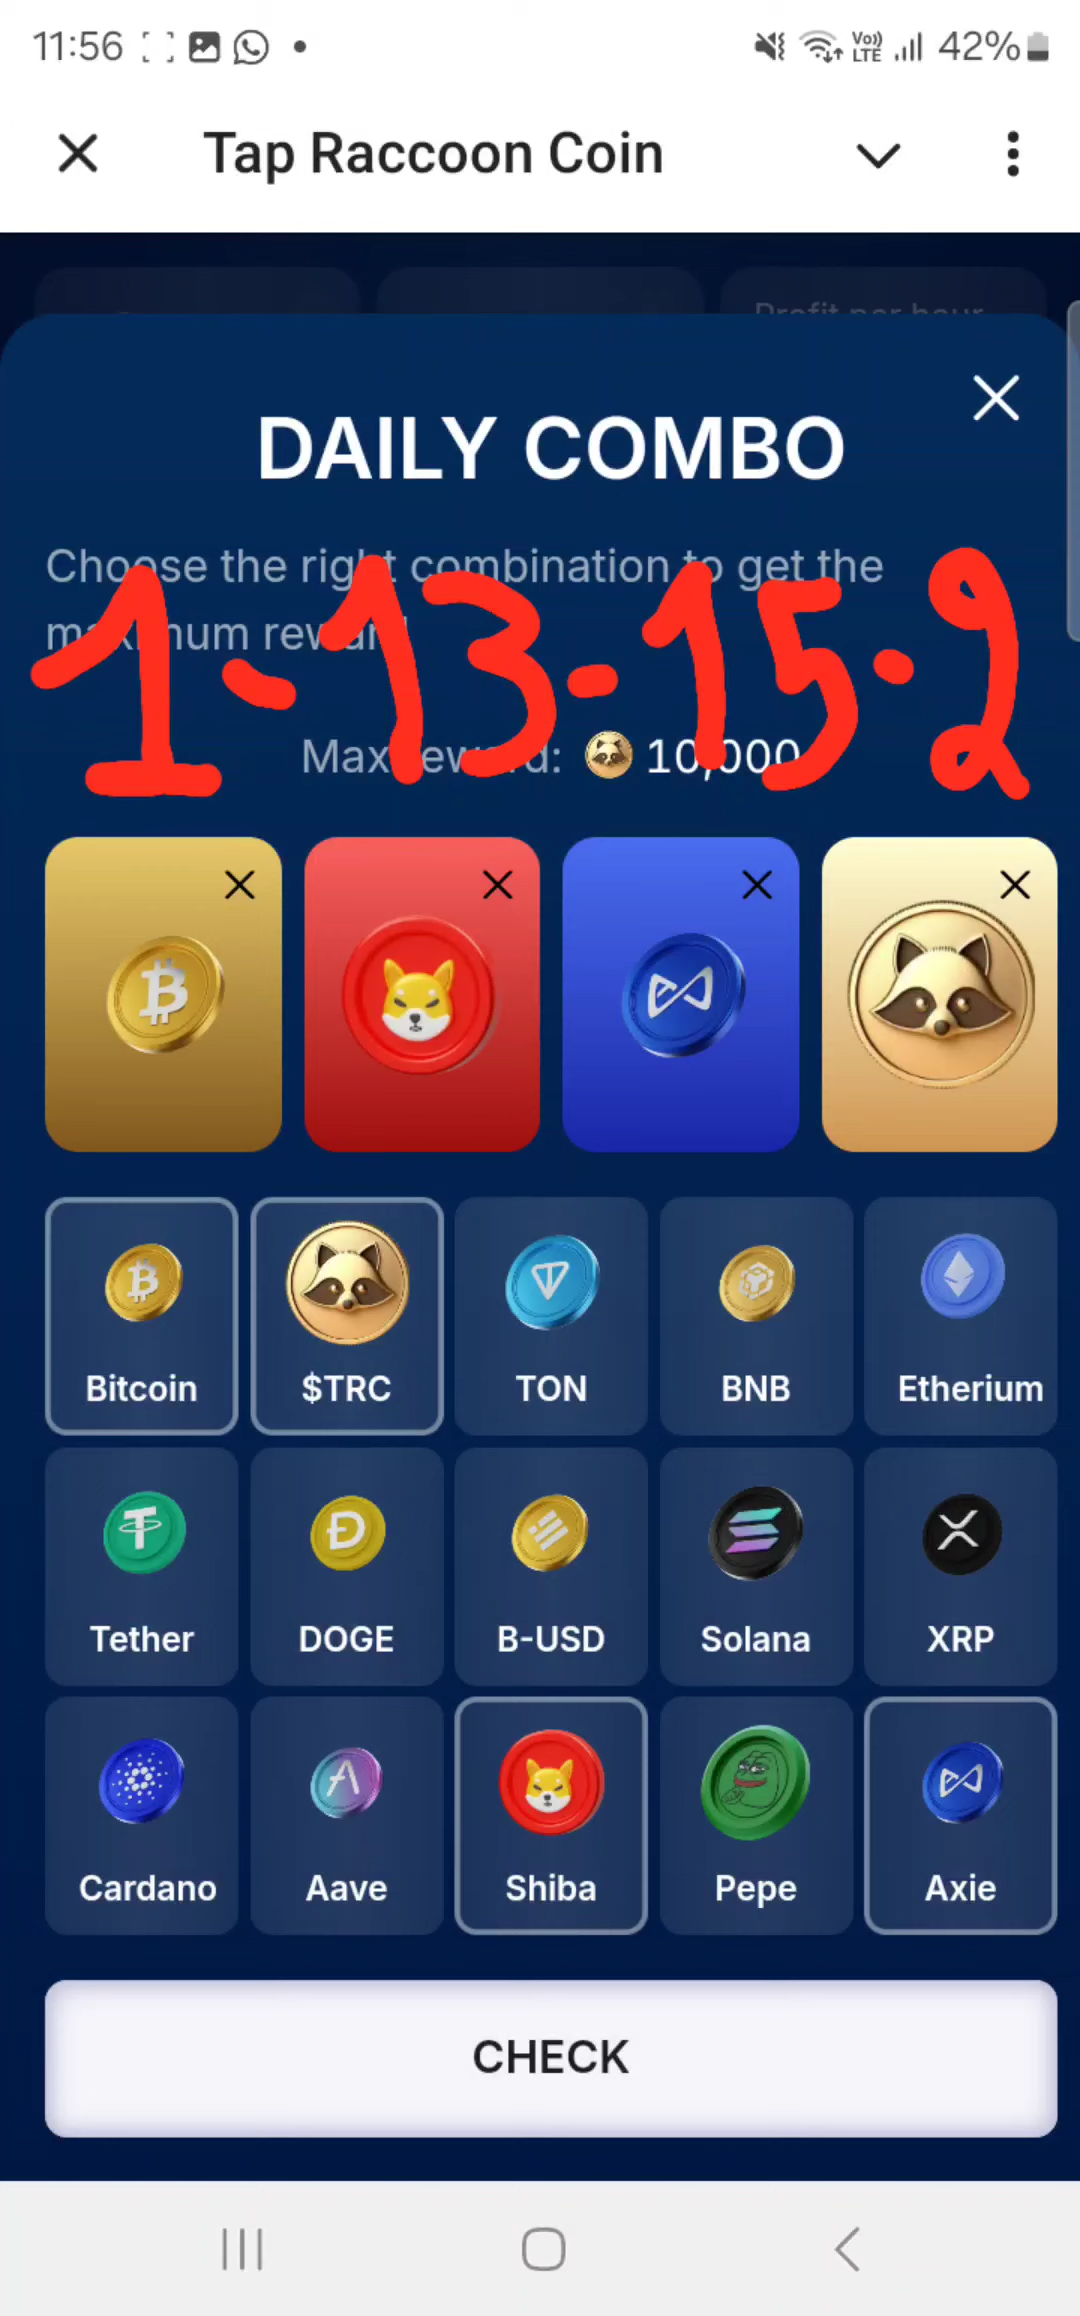 11:56 Vo)) LTE 42%
Tap Raccoon Coin
Profit per hour
DAILY COMBO
Choose the right combination to get the
maximum reward
1-13-15-2
Max reward: 10,000
Bitcoin $TRC TON BNB Etherium
Tether DOGE B-USD Solana XRP
Cardano Aave Shiba Pepe Axie
CHECK